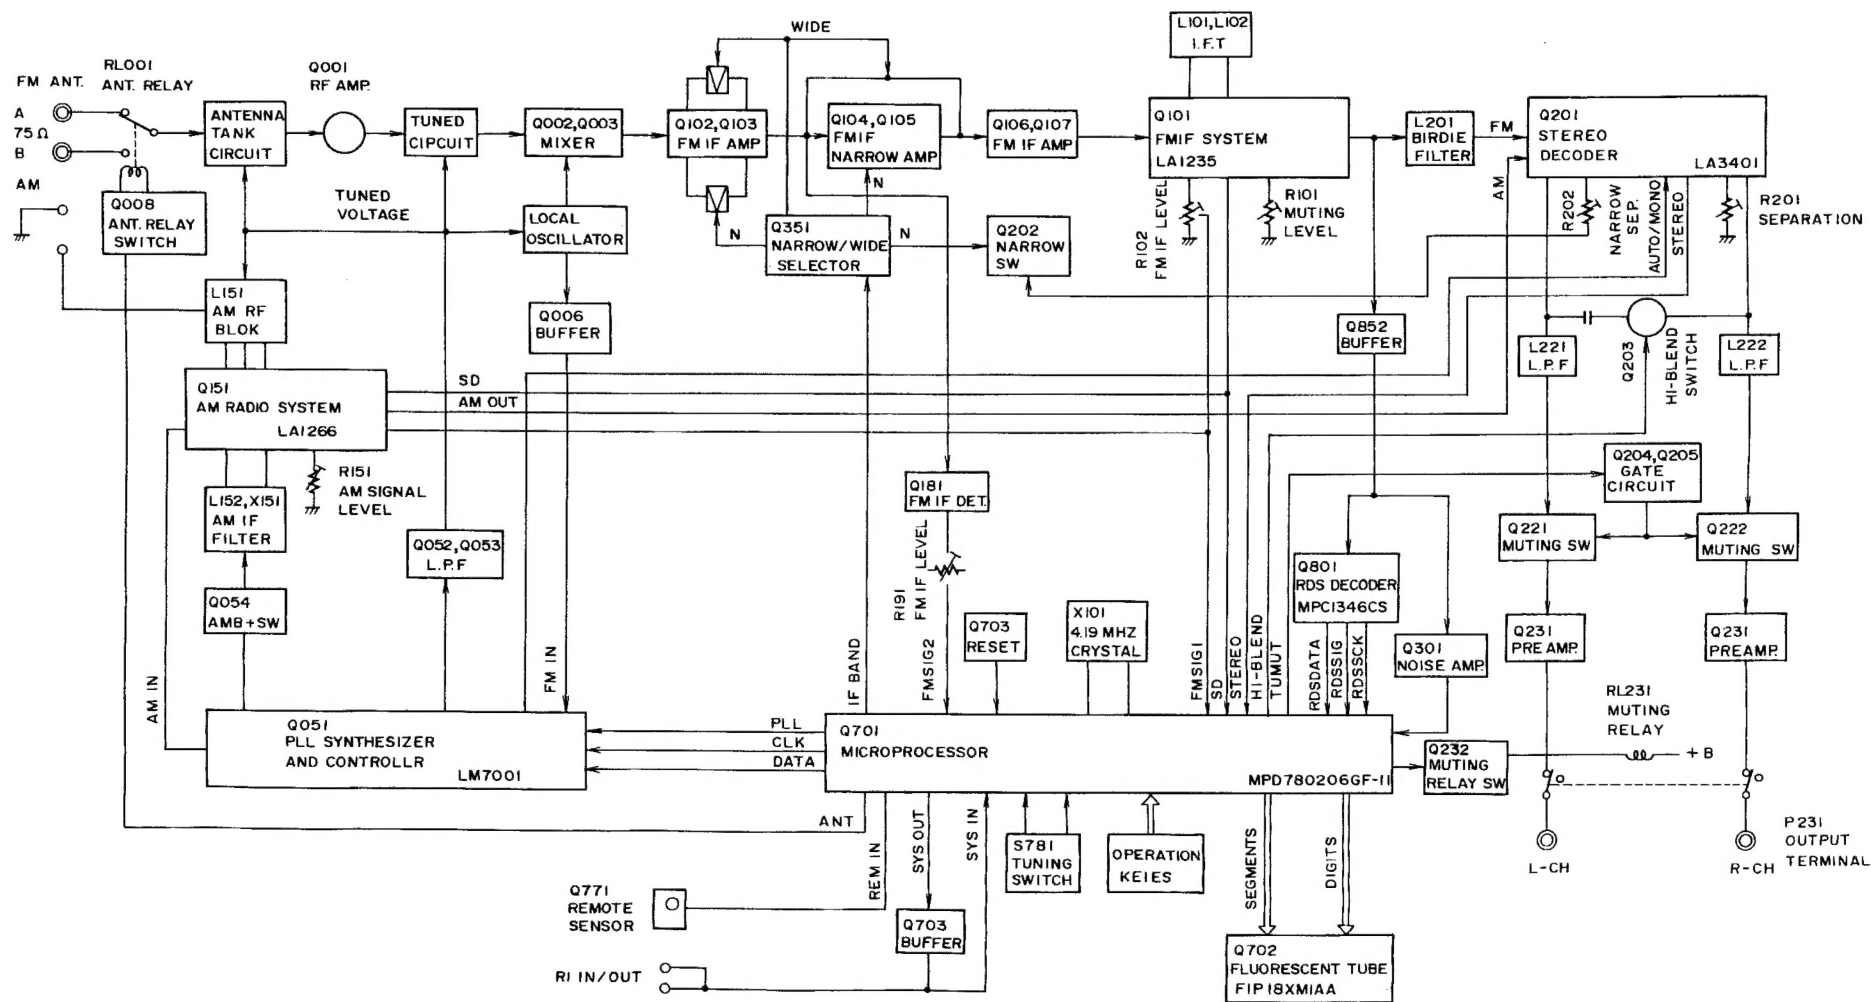 WIDE
L101, L102
I.F.T
FM ANT.
RL001
ANT. RELAY
Q001
RF AMP.
A
75Ω
B
AM
ANTENNA
TANK
CIRCUIT
TUNED
CIPCUIT
Q002, Q003
MIXER
Q102, Q103
FM IF AMP
Q104, Q105
FMIF
NARROW AMP
Q106, Q107
FM IF AMP
Q101
FMIF SYSTEM
LA1235
L201
BIRDIE
FILTER
FM
AM
Q201
STEREO
DECODER
LA3401
Q008
ANT. RELAY
SWITCH
TUNED
VOLTAGE
LOCAL
OSCILLATOR
N
N
N
Q351
NARROW/WIDE
SELECTOR
Q202
NARROW
SW
R102
FM IF LEVEL
R101
MUTING
LEVEL
R202
NARROW
SEP.
AUTO/MONO
STEREO
R201
SEPARATION
L151
AM RF
BLOK
Q006
BUFFER
Q852
BUFFER
L221
L.P.F
Q203
HI-BLEND
SWITCH
L222
L.P.F
Q151
AM RADIO SYSTEM
LA1266
SD
AM OUT
R151
AM SIGNAL
LEVEL
L152, X151
AM IF
FILTER
Q052, Q053
L.P.F
Q181
FM IF DET.
Q204, Q205
GATE
CIRCUIT
Q221
MUTING SW
Q222
MUTING SW
Q054
AMB+SW
R191
FM IF LEVEL
Q801
RDS DECODER
MPC1346CS
Q703
RESET
X101
4.19 MHZ
CRYSTAL
Q301
NOISE AMP.
Q231
PREAMP.
Q231
PREAMP.
AM IN
FM IN
IF BAND
FMSIG2
FMSIG1
SD
STEREO
HI-BLEND
TUMUT
RDSDATA
RDSSIG
RDSSCK
RL231
MUTING
RELAY
+B
Q051
PLL SYNTHESIZER
AND CONTROLLR
LM7001
PLL
CLK
DATA
Q701
MICROPROCESSOR
MPD780206GF-11
Q232
MUTING
RELAY SW
ANT
REM IN
SYS OUT
SYS IN
S781
TUNING
SWITCH
OPERATION
KEIES
SEGMENTS
DIGITS
L-CH
R-CH
P231
OUTPUT
TERMINAL
Q771
REMOTE
SENSOR
Q703
BUFFER
RI IN/OUT
Q702
FLUORESCENT TUBE
FIP18XM1AA